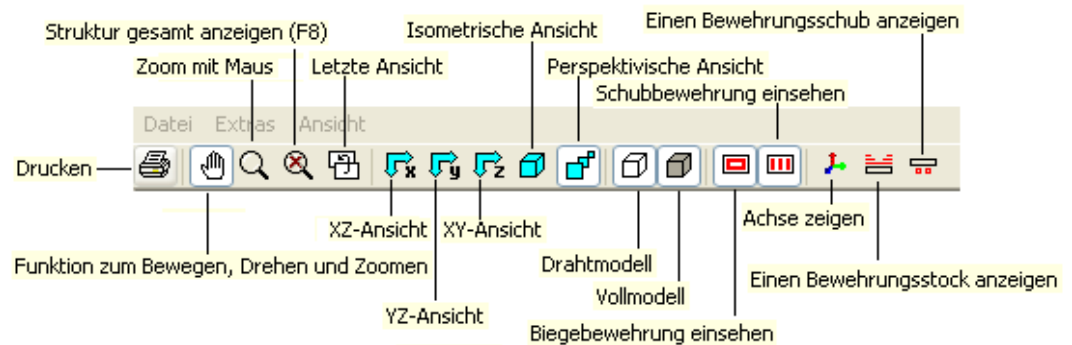 Einen Bewehrungsschub anzeigen
Struktur gesamt anzeigen (F8)
Isometrische Ansicht
Zoom mit Maus
Letzte Ansicht
Perspektivische Ansicht
Schubbewehrung einsehen
Datei Extras Ansicht
Drucken
x y z
XZ-Ansicht
XY-Ansicht
Achse zeigen
Funktion zum Bewegen, Drehen und Zoomen
Drahtmodell
Einen Bewehrungsstock anzeigen
Vollmodell
YZ-Ansicht
Biegebewehrung einsehen